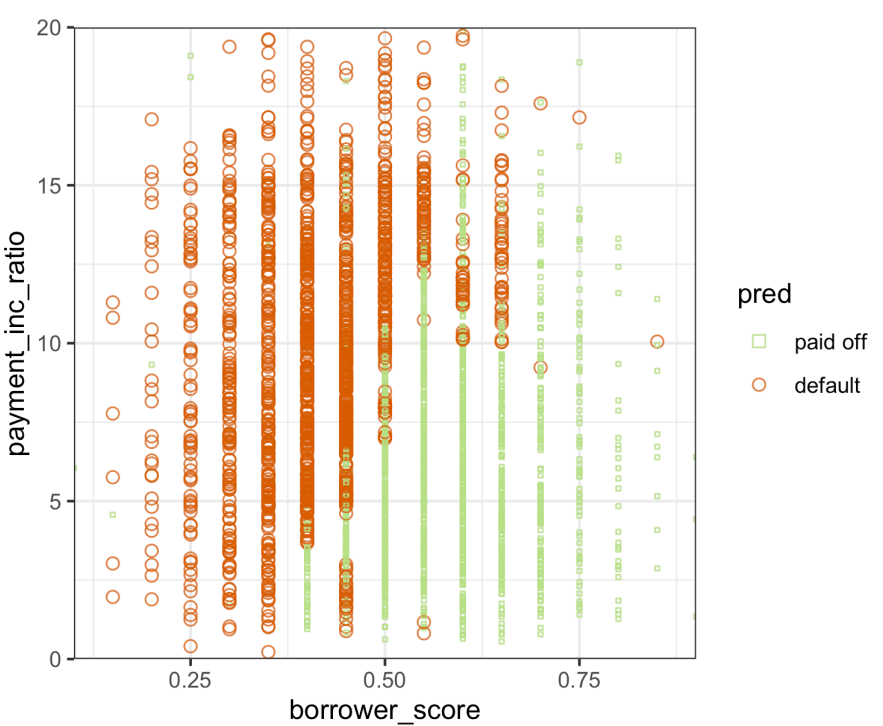 20
15
10
5
0
payment_inc_ratio
0.25 0.50 0.75
borrower_score
pred
paid off
default